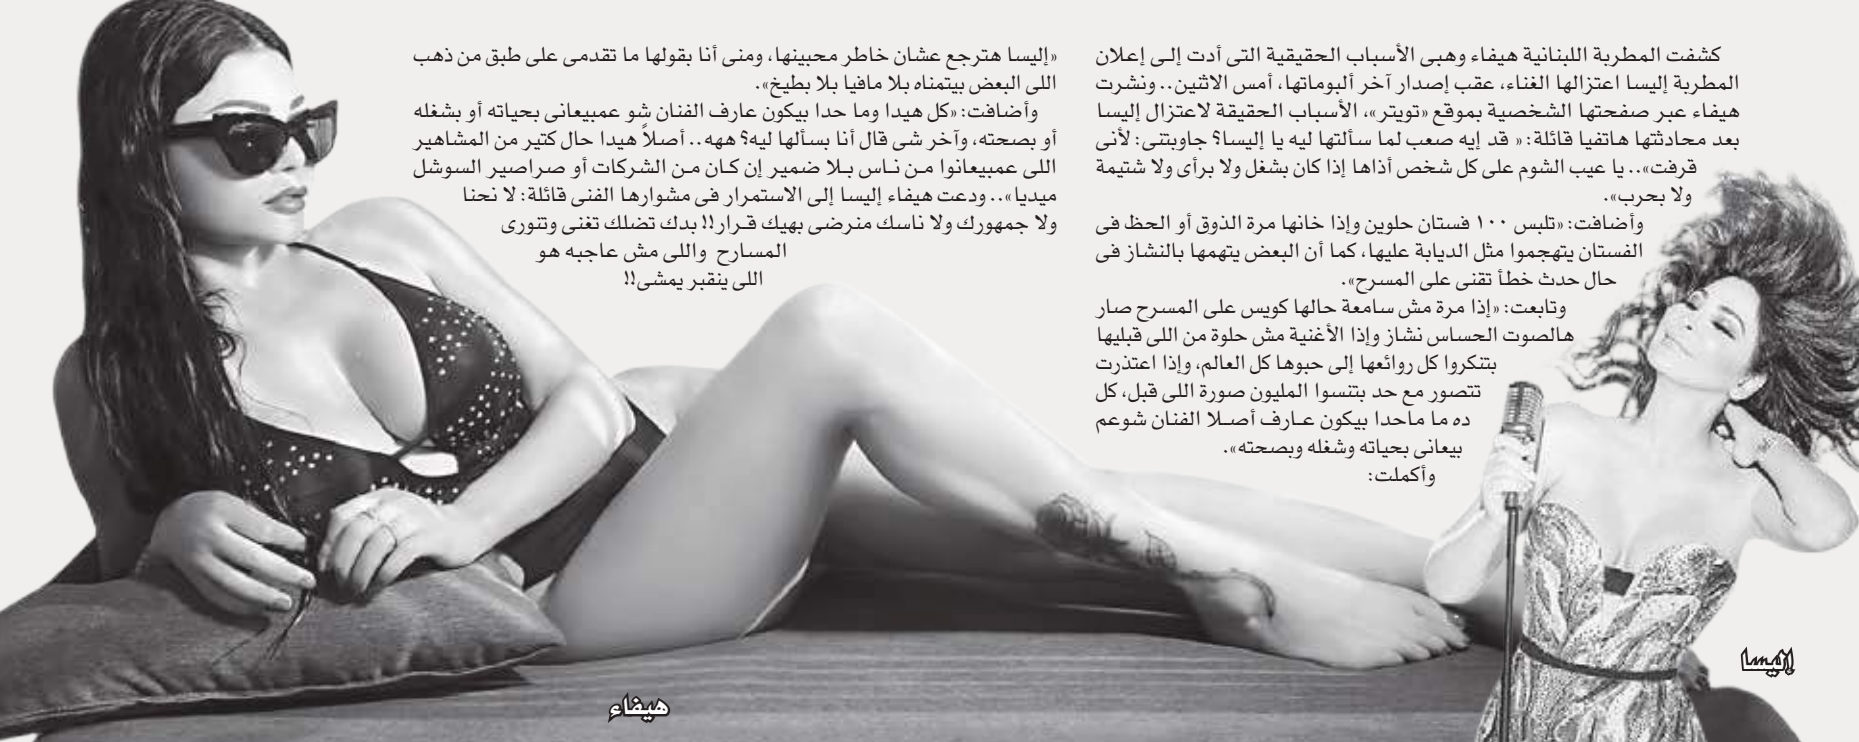 كشفت المطربة اللبنانية هيفاء وهبى الأسباب الحقيقية التى أدت إلى إعلان
المطربة إليسا اعتزالها الغناء، عقب إصدار آخر ألبوماتها، أمس الاثنين.. ونشرت
هيفاء عبر صفحتها الشخصية بموقع «تويتر»، الأسباب الحقيقة لاعتزال إليسا
بعد محادثتها هاتفيا قائلة: « قد إيه صعب لما سألتها ليه يا إليسا؟ جاوبتنى: لأنى
قرفت».. يا عيب الشوم على كل شخص أذاها إذا كان بشغل ولا برأى ولا شتيمة
ولا بحرب».
وأضافت: «تلبس ١٠٠ فستان حلوين وإذا خانها مرة الذوق أو الحظ فى
الفستان يتهجموا مثل الديابة عليها، كما أن البعض يتهمها بالنشاز فى
حال حدث خطأ تقنى على المسرح».
وتابعت: «إذا مرة مش سامعة حالها كويس على المسرح صار
هالصوت الحساس نشاز وإذا الأغنية مش حلوة من اللى قبليها
بتنكروا كل روائعها إلى حبوها كل العالم، وإذا اعتذرت
تتصور مع حد بتنسوا المليون صورة اللى قبل، كل
ده ما ماحدا بيكون عارف أصلا الفنان شوعم
بيعانى بحياته وشغله وبصحته».
وأكملت:
«إليسا هترجع عشان خاطر محبينها، ومنى أنا بقولها ما تقدمى على طبق من ذهب
اللى البعض بيتمناه بلا مافيا بلا بطيخ».
وأضافت: «كل هيدا وما حدا بيكون عارف الفنان شو عمبيعانى بحياته أو بشغله
أو بصحته، وآخر شى قال أنا بسألها ليه؟ ههه.. أصلاً هيدا حال كتير من المشاهير
اللى عمبيعانوا من ناس بلا ضمير إن كان من الشركات أو صراصير السوشل
ميديا».. ودعت هيفاء إليسا إلى الاستمرار فى مشوارها الفنى قائلة: لا نحنا
ولا جمهورك ولا ناسك منرضى بهيك قرار!! بدك تضلك تغنى وتنورى
المسارح واللى مش عاجبه هو
اللى ينقبر يمشى!!
إليسا
هيفاء